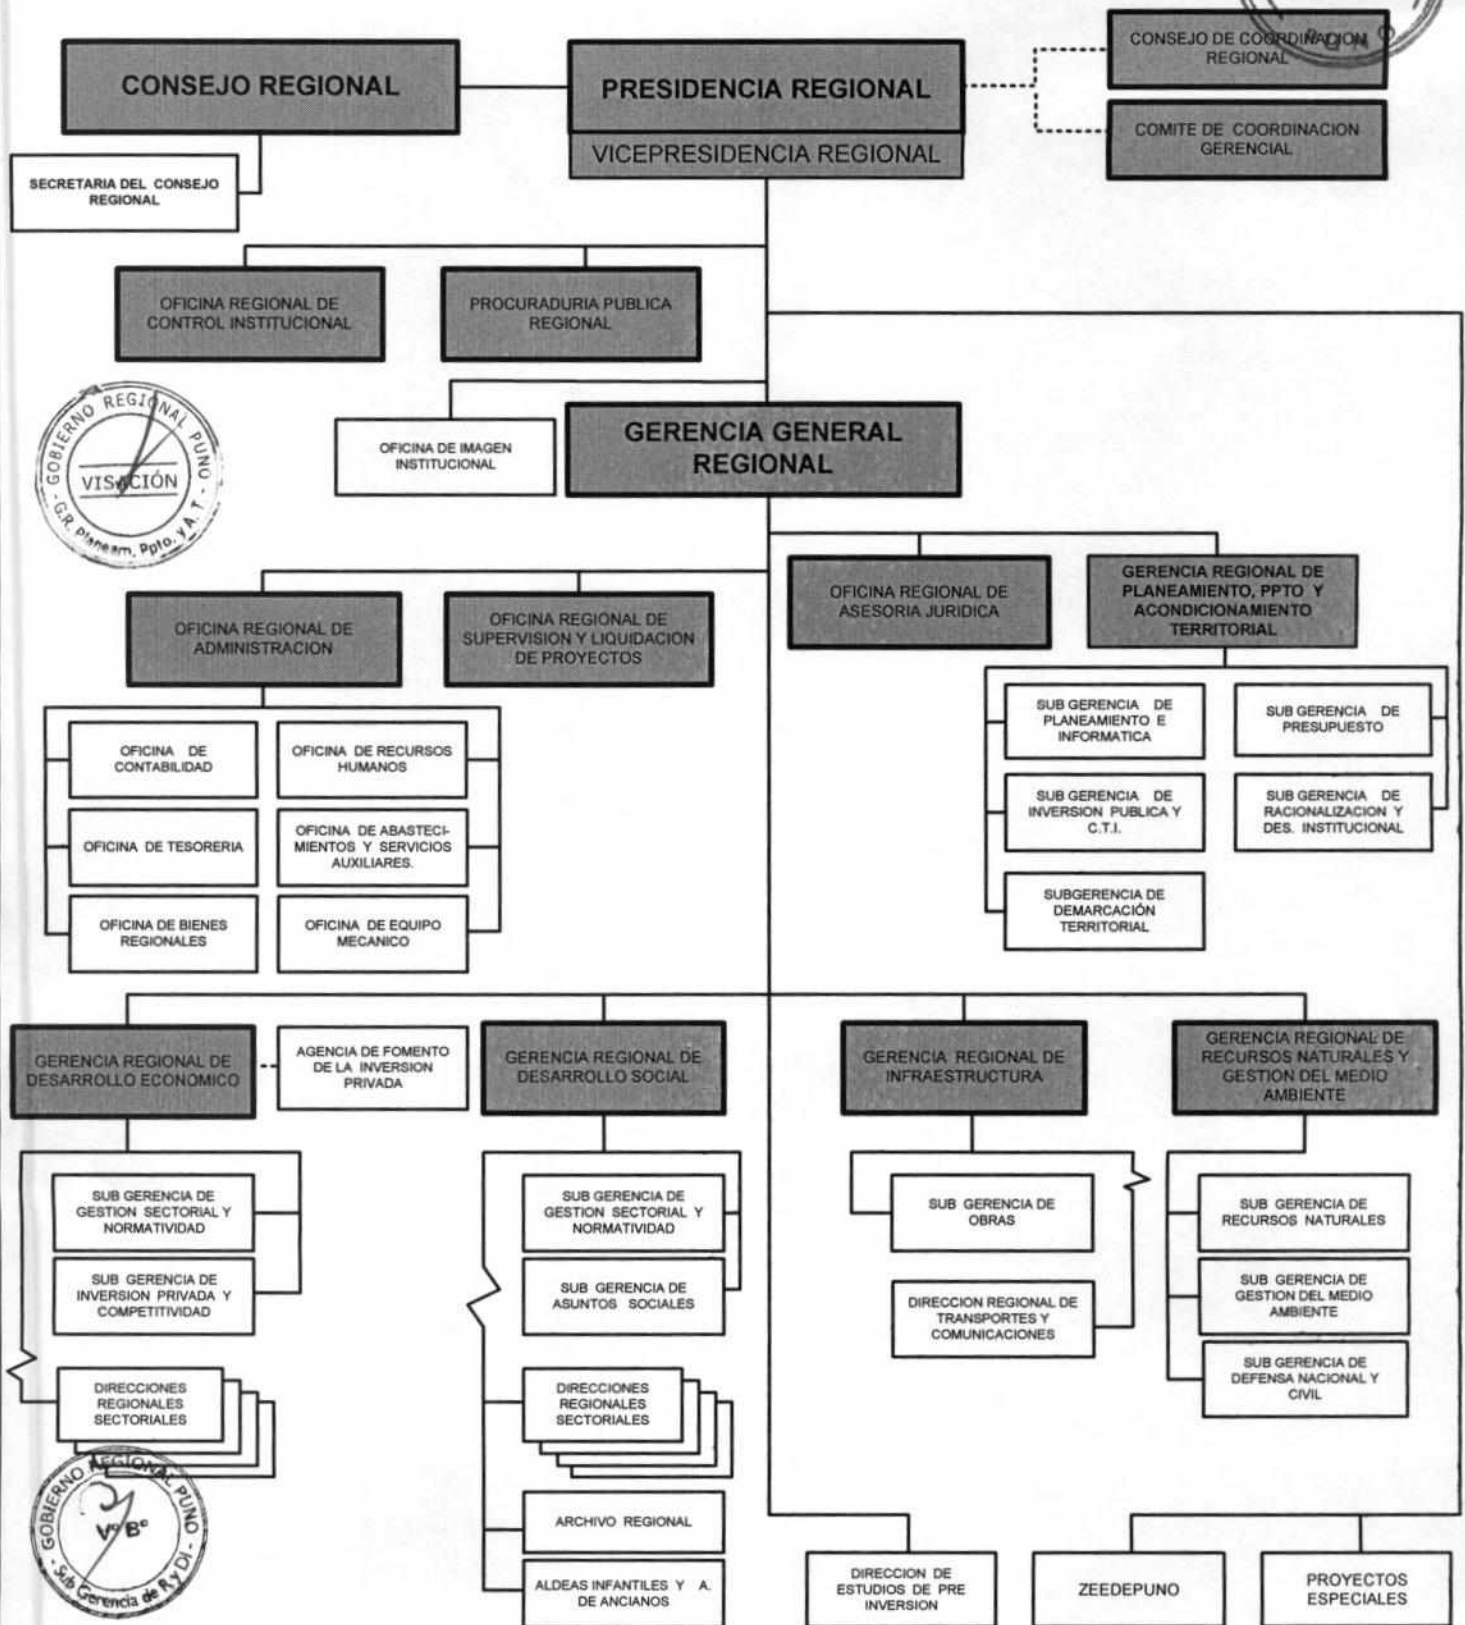 CONSEJO DE COORDINACION
REGIONAL
CONSEJO REGIONAL
PRESIDENCIA REGIONAL
COMITE DE COORDINACION
GERENCIAL
VICEPRESIDENCIA REGIONAL
SECRETARIA DEL CONSEJO
REGIONAL
OFICINA REGIONAL DE
CONTROL INSTITUCIONAL
PROCURADURIA PUBLICA
REGIONAL
GOBIERNO REGIONAL PUNO
VISACIÓN
G.R. Planeam, Ppto. y A.T.
OFICINA DE IMAGEN
INSTITUCIONAL
GERENCIA GENERAL
REGIONAL
OFICINA REGIONAL DE
ADMINISTRACION
OFICINA REGIONAL DE
SUPERVISION Y LIQUIDACION
DE PROYECTOS
OFICINA REGIONAL DE
ASESORIA JURIDICA
GERENCIA REGIONAL DE
PLANEAMIENTO, PPTO Y
ACONDICIONAMIENTO
TERRITORIAL
OFICINA DE
CONTABILIDAD
OFICINA DE RECURSOS
HUMANOS
OFICINA DE TESORERIA
OFICINA DE ABASTECI-
MIENTOS Y SERVICIOS
AUXILIARES.
OFICINA DE BIENES
REGIONALES
OFICINA DE EQUIPO
MECANICO
SUB GERENCIA DE
PLANEAMIENTO E
INFORMATICA
SUB GERENCIA DE
PRESUPUESTO
SUB GERENCIA DE
INVERSION PUBLICA Y
C.T.I.
SUB GERENCIA DE
RACIONALIZACION Y
DES. INSTITUCIONAL
SUBGERENCIA DE
DEMARCACIÓN
TERRITORIAL
GERENCIA REGIONAL DE
DESARROLLO ECONOMICO
AGENCIA DE FOMENTO
DE LA INVERSION
PRIVADA
GERENCIA REGIONAL DE
DESARROLLO SOCIAL
GERENCIA REGIONAL DE
INFRAESTRUCTURA
GERENCIA REGIONAL DE
RECURSOS NATURALES Y
GESTION DEL MEDIO
AMBIENTE
SUB GERENCIA DE
GESTION SECTORIAL Y
NORMATIVIDAD
SUB GERENCIA DE
INVERSION PRIVADA Y
COMPETITIVIDAD
DIRECCIONES
REGIONALES
SECTORIALES
SUB GERENCIA DE
GESTION SECTORIAL Y
NORMATIVIDAD
SUB GERENCIA DE
ASUNTOS SOCIALES
DIRECCIONES
REGIONALES
SECTORIALES
ARCHIVO REGIONAL
ALDEAS INFANTILES Y A.
DE ANCIANOS
SUB GERENCIA DE
OBRAS
DIRECCION REGIONAL DE
TRANSPORTES Y
COMUNICACIONES
SUB GERENCIA DE
RECURSOS NATURALES
SUB GERENCIA DE
GESTION DEL MEDIO
AMBIENTE
SUB GERENCIA DE
DEFENSA NACIONAL Y
CIVIL
GOBIERNO REGIONAL PUNO
Vº Bº
Sub Gerencia de R y DI
DIRECCION DE
ESTUDIOS DE PRE
INVERSION
ZEEDEPUNO
PROYECTOS
ESPECIALES